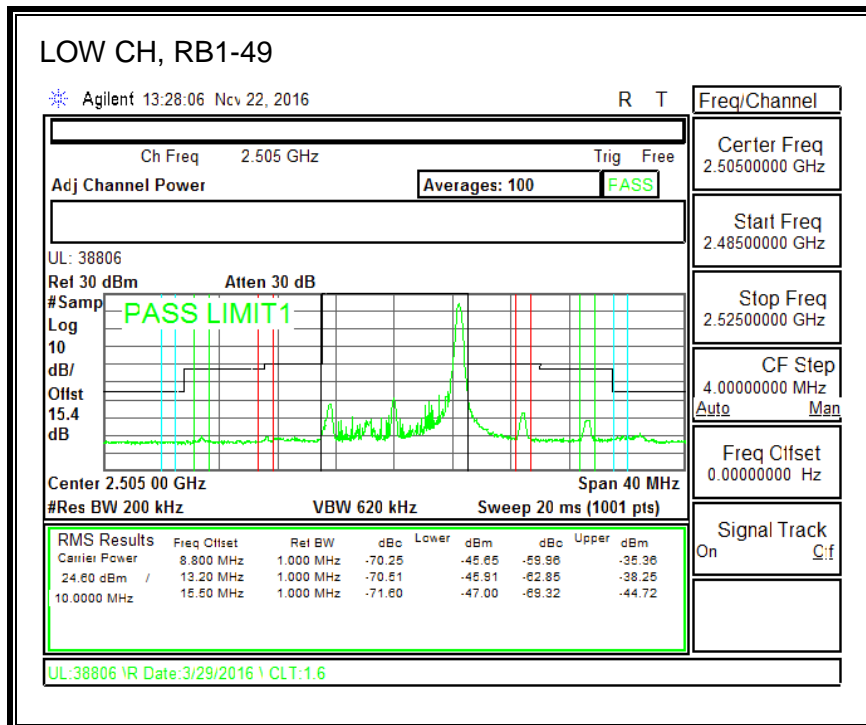 LOW CH, RB1-49
Agilent 13:28:06 Nov 22, 2016 R T
Freq/Channel
Ch Freq 2.505 GHz Trig Free
Adj Channel Power Averages: 100 PASS
UL: 38806
Ref 30 dBm Atten 30 dB
#Samp
Log
10
dB/
Offst
15.4
dB
PASS LIMIT1
Center 2.505 00 GHz Span 40 MHz
#Res BW 200 kHz VBW 620 kHz Sweep 20 ms (1001 pts)
RMS Results Freq Offset Ref BW dBc Lower dBm dBc Upper dBm
Carrier Power 8.800 MHz 1.000 MHz -70.25 -45.65 -59.96 -35.36
24.60 dBm / 13.20 MHz 1.000 MHz -70.51 -45.91 -62.85 -38.25
10.0000 MHz 15.50 MHz 1.000 MHz -71.60 -47.00 -69.32 -44.72
UL:38806 \R Date:3/29/2016 \ CLT:1.6
Center Freq
2.50500000 GHz
Start Freq
2.48500000 GHz
Stop Freq
2.52500000 GHz
CF Step
4.00000000 MHz
Auto Man
Freq Offset
0.00000000 Hz
Signal Track
On Off